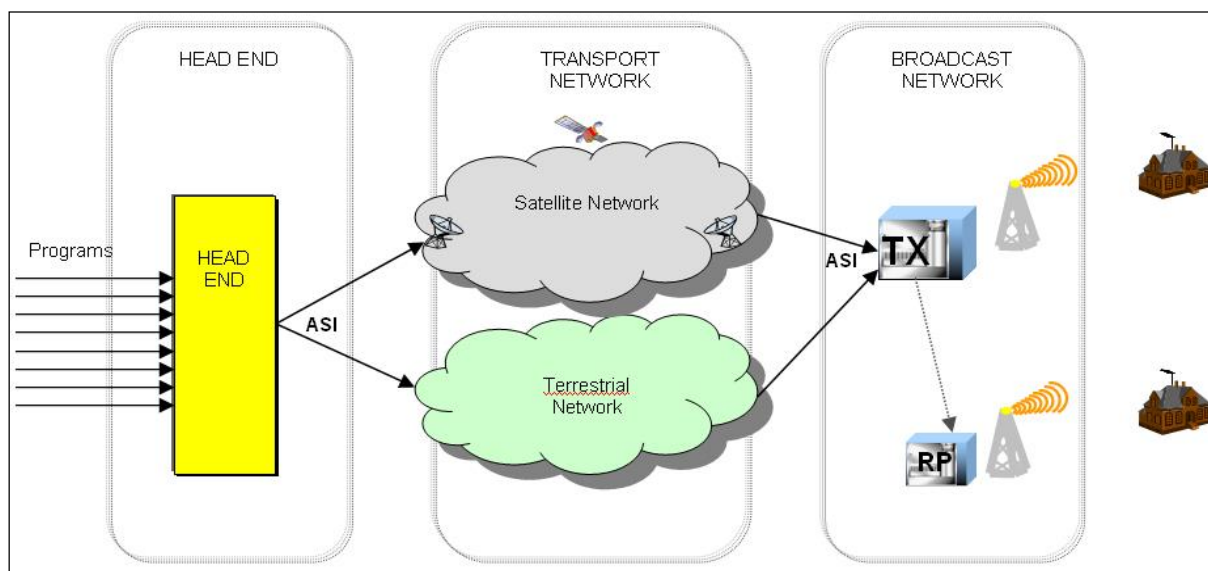 HEAD END
TRANSPORT
NETWORK
BROADCAST
NETWORK
Programs
HEAD
END
ASI
Satellite Network
Terrestrial
Network
ASI
TX
RP